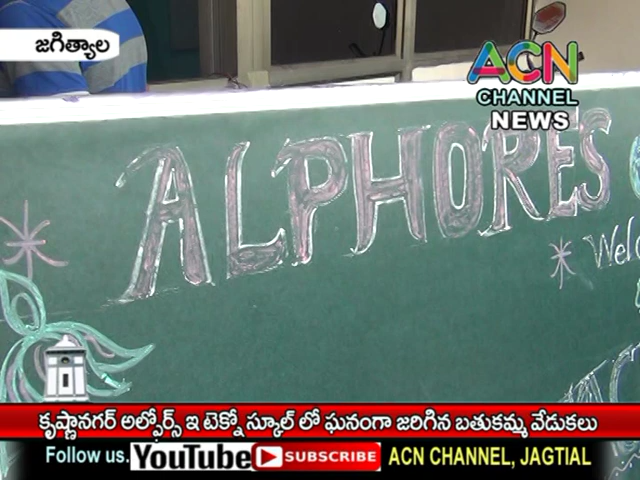 జగిత్యాల
ACN
CHANNEL
NEWS
ALPHORES
కృష్ణానగర్ అల్ఫోర్స్ ఇ టెక్నో స్కూల్ లో ఘనంగా జరిగిన బతుకమ్మ వేడుకలు
Follow us. YouTube SUBSCRIBE ACN CHANNEL, JAGTIAL